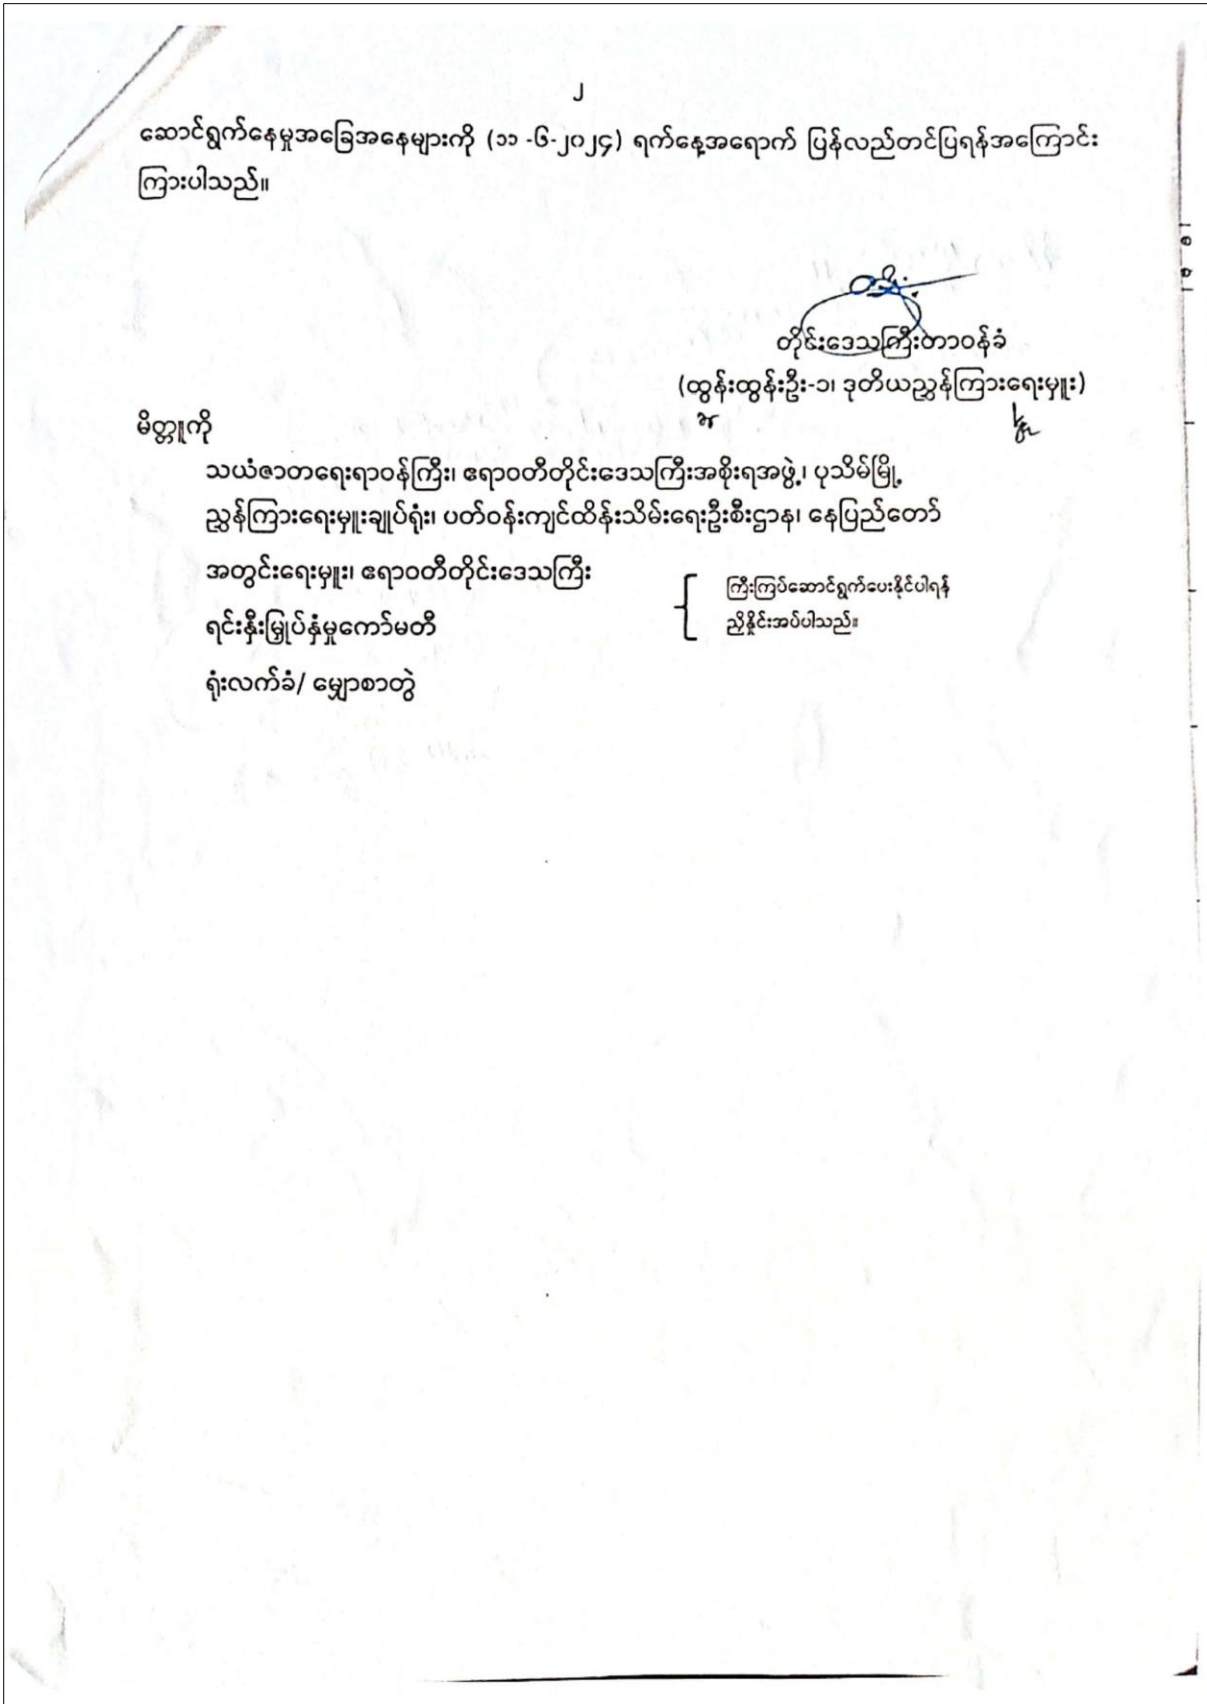 ၂
ဆောင်ရွက်နေမှုအခြေအနေများကို (၁၁ -၆-၂၀၂၄) ရက်နေ့အရောက် ပြန်လည်တင်ပြရန်အကြောင်း
ကြားပါသည်။
တိုင်းဒေသကြီးတာဝန်ခံ
(ထွန်းထွန်းဦး-၁၊ ဒုတိယညွှန်ကြားရေးမှူး)
မိတ္တူကို
သယံဇာတရေးရာဝန်ကြီး၊ ဧရာဝတီတိုင်းဒေသကြီးအစိုးရအဖွဲ့၊ ပုသိမ်မြို့
ညွှန်ကြားရေးမှူးချုပ်ရုံး၊ ပတ်ဝန်းကျင်ထိန်းသိမ်းရေးဦးစီးဌာန၊ နေပြည်တော်
အတွင်းရေးမှူး၊ ဧရာဝတီတိုင်းဒေသကြီး
ရင်းနှီးမြှုပ်နှံမှုကော်မတီ
ကြီးကြပ်ဆောင်ရွက်ပေးနိုင်ပါရန်
ညှိနှိုင်းအပ်ပါသည်။
ရုံးလက်ခံ/ မျှောစာတွဲ